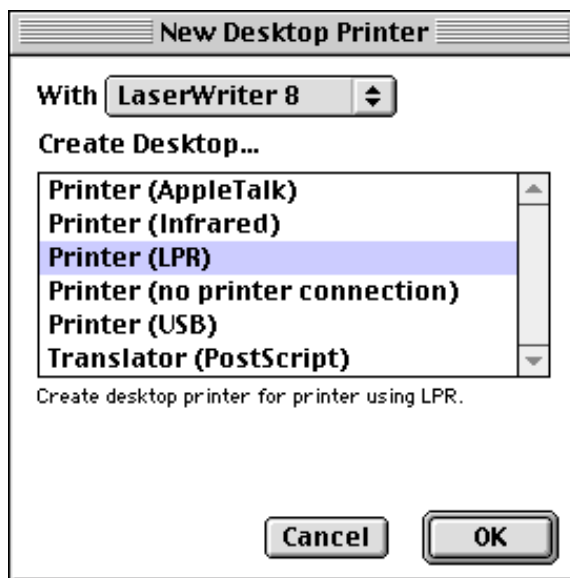 New Desktop Printer
With LaserWriter 8
Create Desktop...
Printer (AppleTalk)
Printer (Infrared)
Printer (LPR)
Printer (no printer connection)
Printer (USB)
Translator (PostScript)
Create desktop printer for printer using LPR.
Cancel OK